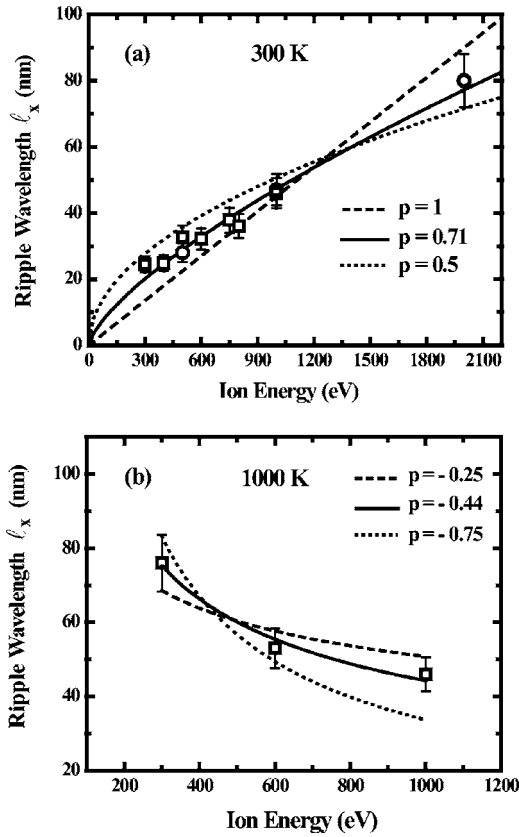 100
(a)
300 K
80
60
40
20
0
Ripple Wavelength ℓx (nm)
p = 1
p = 0.71
p = 0.5
0 300 600 900 1200 1500 1800 2100
Ion Energy (eV)
100
(b)
1000 K
80
60
40
20
Ripple Wavelength ℓx (nm)
p = - 0.25
p = - 0.44
p = - 0.75
200 400 600 800 1000 1200
Ion Energy (eV)